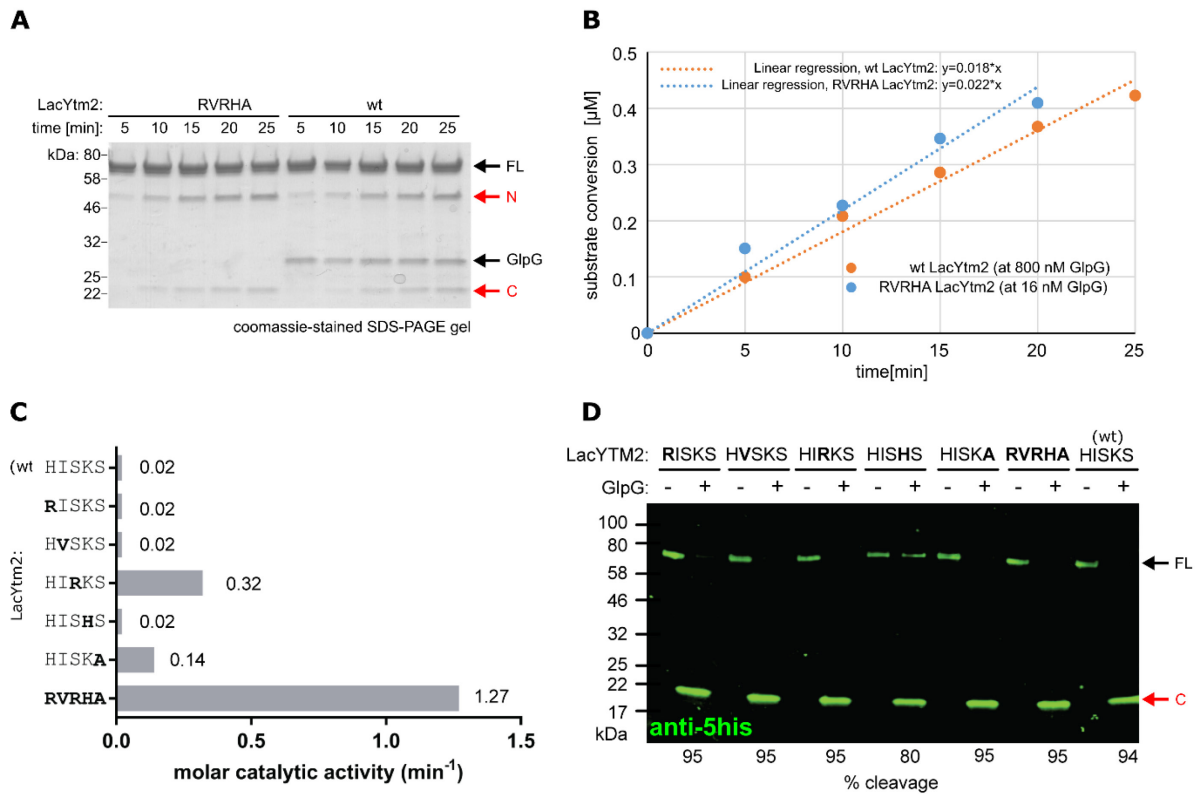 A
LacYtm2: RVRHA wt
time [min]: 5 10 15 20 25 5 10 15 20 25
kDa: 80
58
46
32
25
22
FL
N
GlpG
C
coomassie-stained SDS-PAGE gel
B
0.5
0.4
0.3
0.2
0.1
0
substrate conversion [µM]
Linear regression, wt LacYtm2: y=0.018*x
Linear regression, RVRHA LacYtm2: y=0.022*x
wt LacYtm2 (at 800 nM GlpG)
RVRHA LacYtm2 (at 16 nM GlpG)
0 5 10 15 20 25
time[min]
C
LacYtm2:
(wt HISKS 0.02
RISKS 0.02
HVSKS 0.02
HIRKS 0.32
HISHS 0.02
HISKA 0.14
RVRHA 1.27
0.0 0.5 1.0 1.5
molar catalytic activity (min-1)
D
(wt)
LacYTM2: RISKS HVSKS HIRKS HISHS HISKA RVRHA HISKS
GlpG: - + - + - + - + - + - + - +
100
80
58
46
32
25
22
17
kDa
FL
C
anti-5his
95 95 95 80 95 95 94
% cleavage